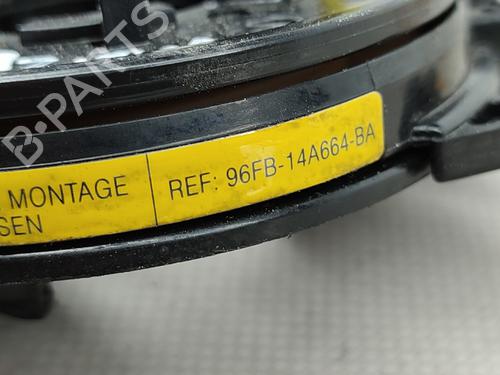 B-PARTS
MONTAGE
SEN
REF: 96FB-14A664-BA